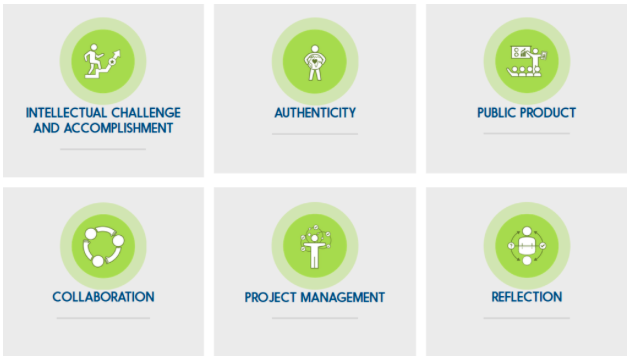 INTELLECTUAL CHALLENGE
AND ACCOMPLISHMENT
AUTHENTICITY
PUBLIC PRODUCT
COLLABORATION
PROJECT MANAGEMENT
REFLECTION